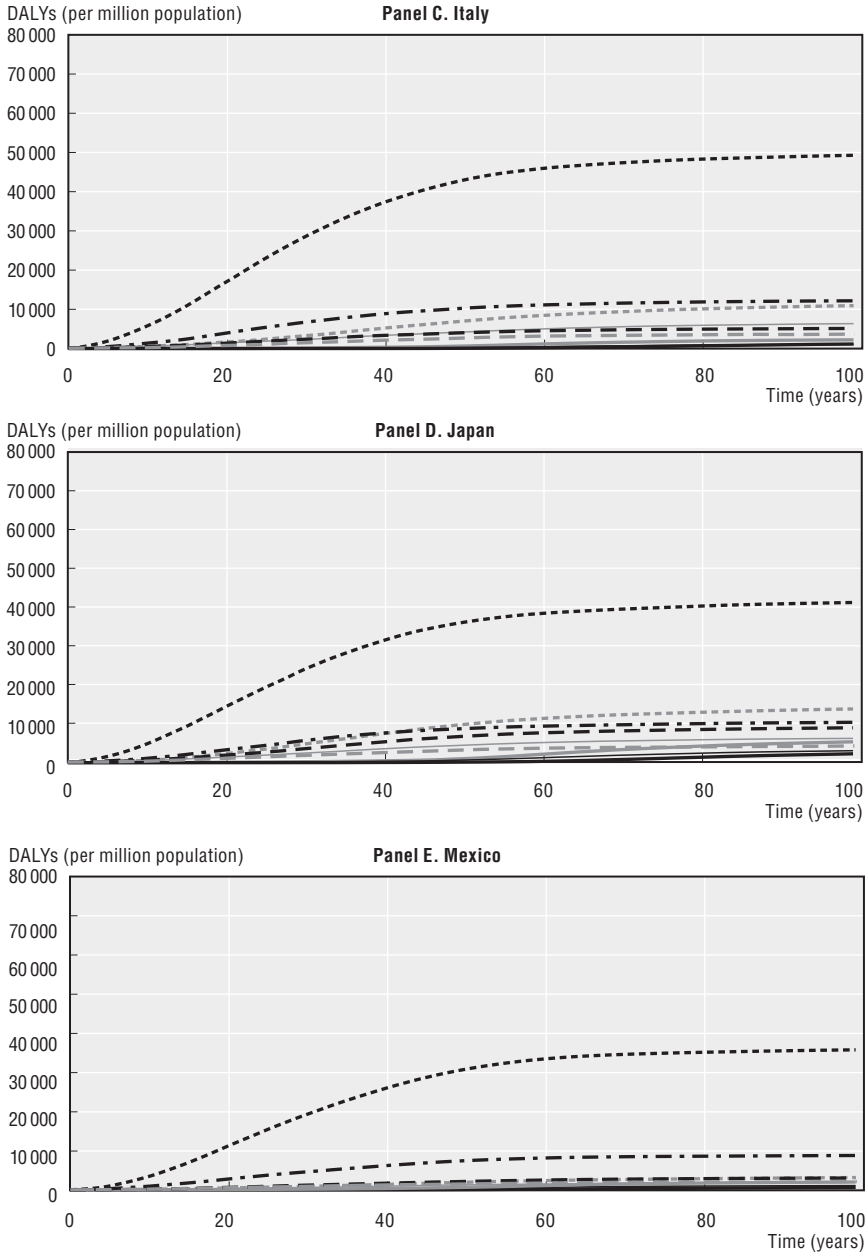 DALYs (per million population)
Panel C. Italy
80 000
70 000
60 000
50 000
40 000
30 000
20 000
10 000
0
0 20 40 60 80 100
Time (years)
DALYs (per million population)
Panel D. Japan
80 000
70 000
60 000
50 000
40 000
30 000
20 000
10 000
0
0 20 40 60 80 100
Time (years)
DALYs (per million population)
Panel E. Mexico
80 000
70 000
60 000
50 000
40 000
30 000
20 000
10 000
0
0 20 40 60 80 100
Time (years)